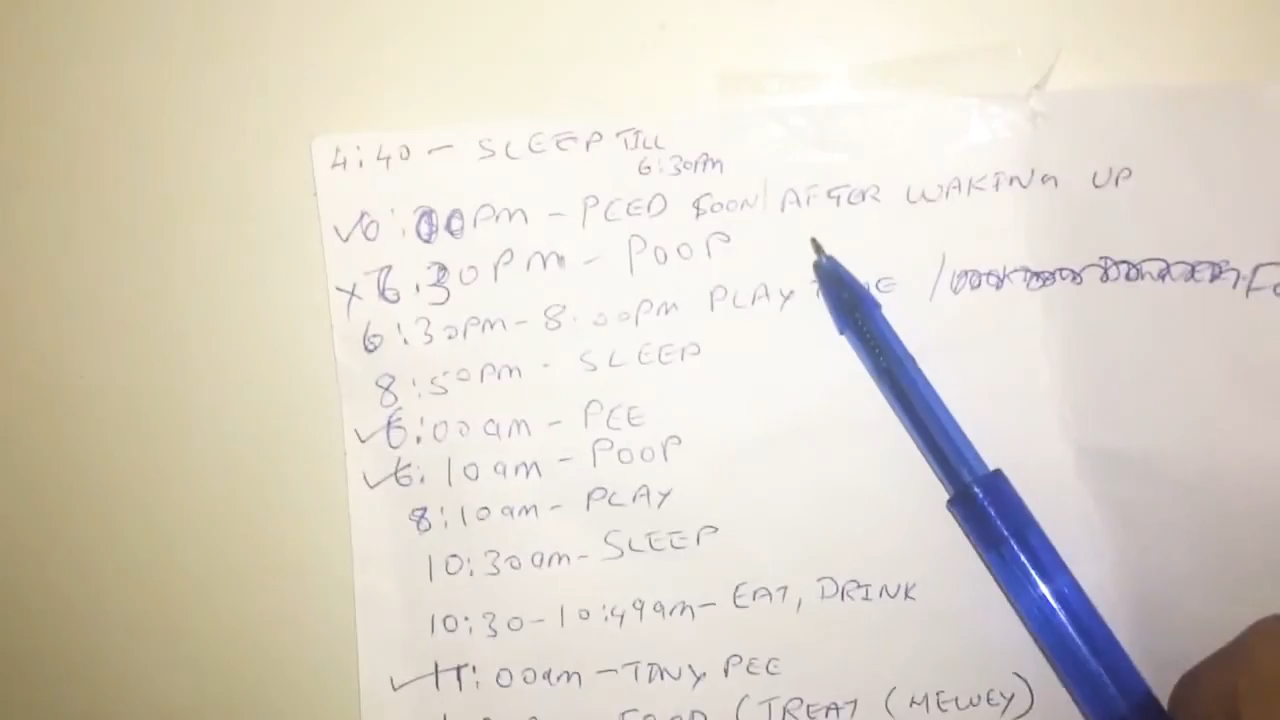 4:40 - SLEEP TILL
6:30PM
✓6:00PM - PEED SOON/AFTER WAKING UP
x 6.30PM - POOP
6:30PM - 8:00PM PLAY /
8:50PM - SLEEP
✓6:00am - PEE
✓6:10am - POOP
8:10am - PLAY
10:30am - SLEEP
10:30-10:49am - EAT, DRINK
✓11:00am - TINY PEE
FOOD (TREAT (MEWEY)